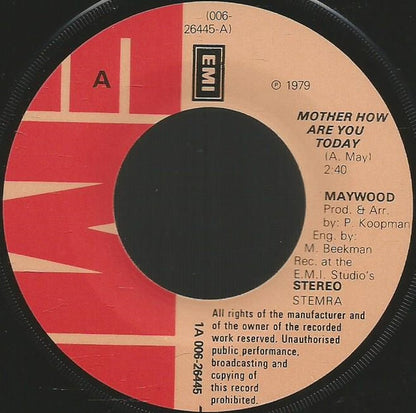 (006-
26445-A)
A
EMI
℗ 1979
MOTHER HOW
ARE YOU
TODAY
(A. May)
2:40
MAYWOOD
Prod. & Arr.
by: P. Koopman
Eng. by:
M. Beekman
Rec. at the
E.M.I. Studio's
STEREO
STEMRA
All rights of the manufacturer and
of the owner of the recorded
work reserved. Unauthorised
public performance,
broadcasting and
copying of
this record
prohibited.
1A 006-26445